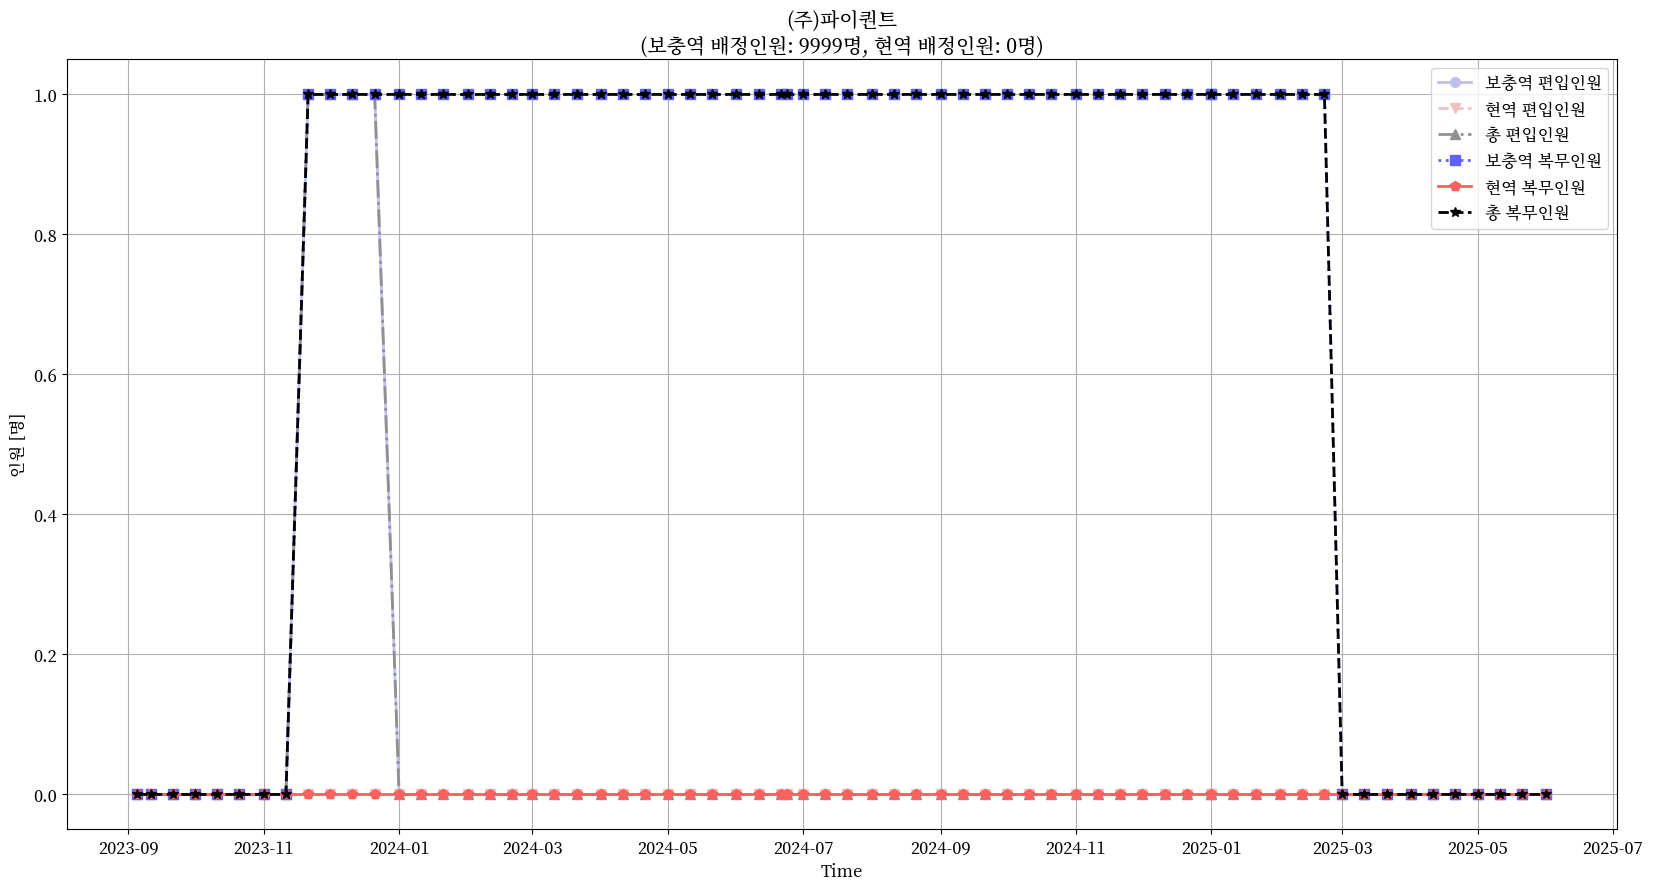 (주)파이퀀트
(보충역 배정인원: 9999명, 현역 배정인원: 0명)
보충역 편입인원
현역 편입인원
총 편입인원
보충역 복무인원
현역 복무인원
총 복무인원
인원 [명]
1.0
0.8
0.6
0.4
0.2
0.0
2023-09 2023-11 2024-01 2024-03 2024-05 2024-07 2024-09 2024-11 2025-01 2025-03 2025-05 2025-07
Time